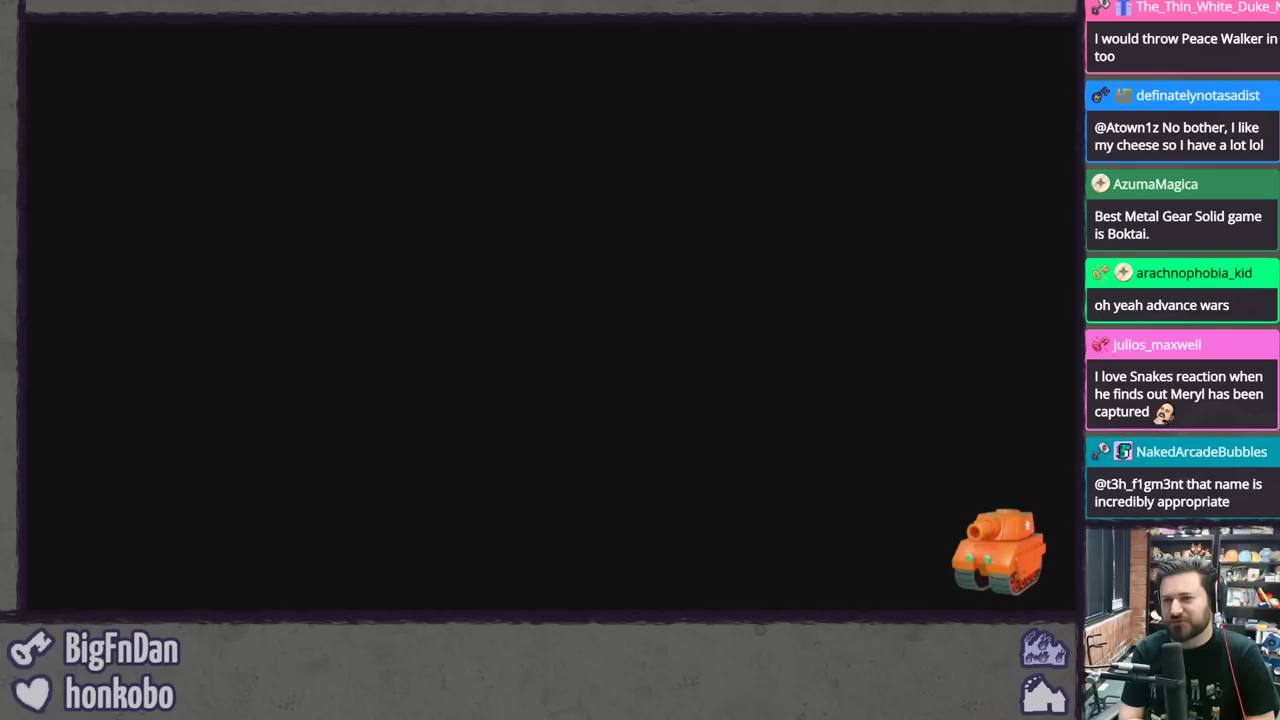 The_Thin_White_Duke_
I would throw Peace Walker in
too
definatelynotasadist
@Atown1z No bother, I like
my cheese so I have a lot lol
AzumaMagica
Best Metal Gear Solid game
is Boktai.
arachnophobia_kid
oh yeah advance wars
julios_maxwell
I love Snakes reaction when
he finds out Meryl has been
captured
NakedArcadeBubbles
@t3h_f1gm3nt that name is
incredibly appropriate
BigFnDan
honkobo